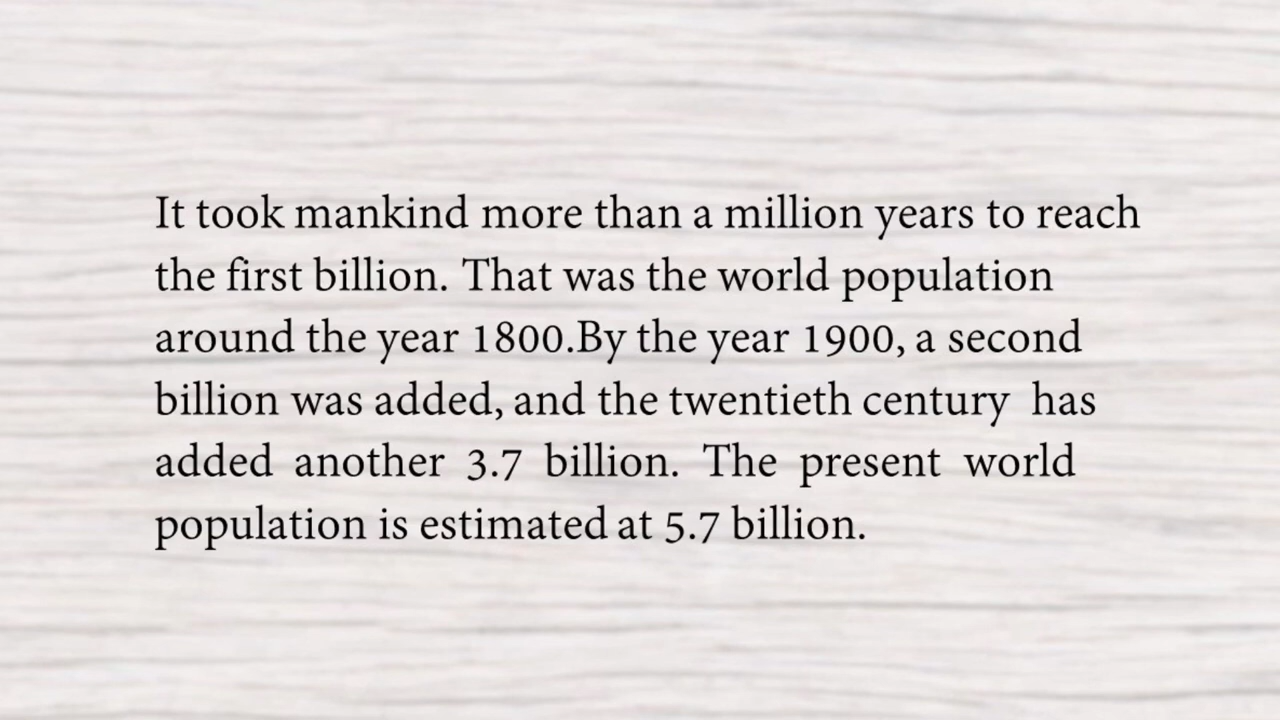 It took mankind more than a million years to reach
the first billion. That was the world population
around the year 1800.By the year 1900, a second
billion was added, and the twentieth century has
added another 3.7 billion. The present world
population is estimated at 5.7 billion.